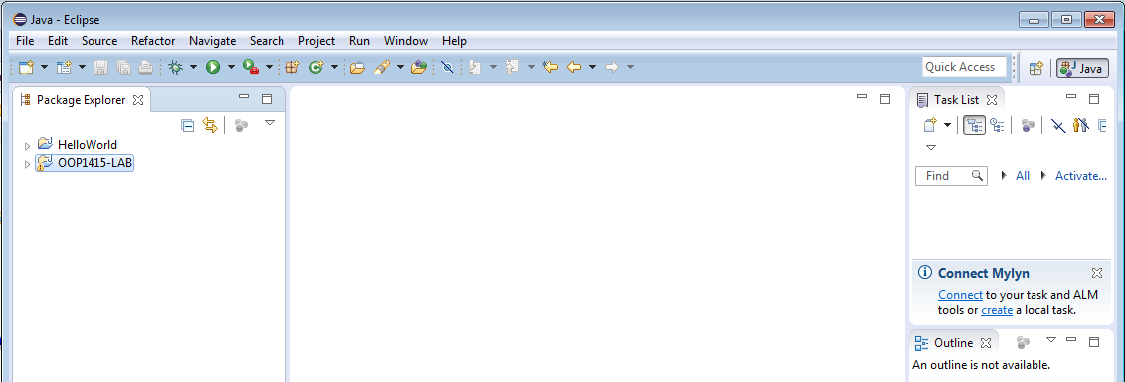 Java - Eclipse
File Edit Source Refactor Navigate Search Project Run Window Help
Quick Access
Java
Package Explorer
HelloWorld
OOP1415-LAB
Task List
Find
All
Activate...
Connect Mylyn
Connect to your task and ALM
tools or create a local task.
Outline
An outline is not available.